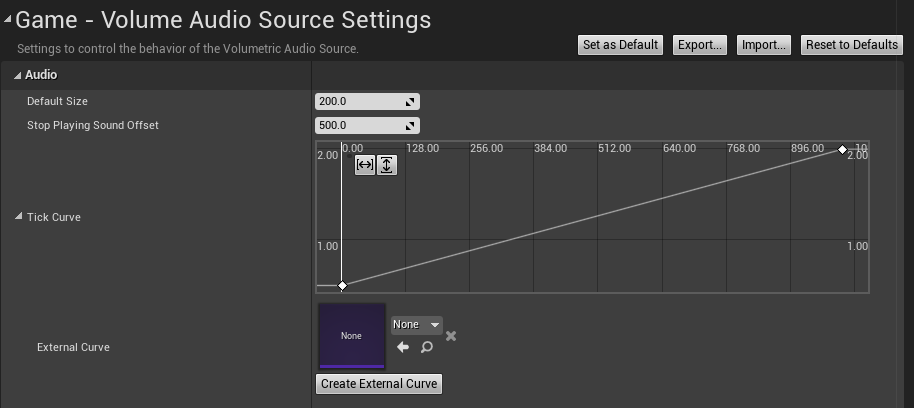 Game - Volume Audio Source Settings
Settings to control the behavior of the Volumetric Audio Source.
Set as Default
Export...
Import...
Reset to Defaults
Audio
Default Size
200.0
Stop Playing Sound Offset
500.0
Tick Curve
0.00 128.00 256.00 384.00 512.00 640.00 768.00 896.00 10
2.00 2.00
1.00 1.00
External Curve
None
None
Create External Curve